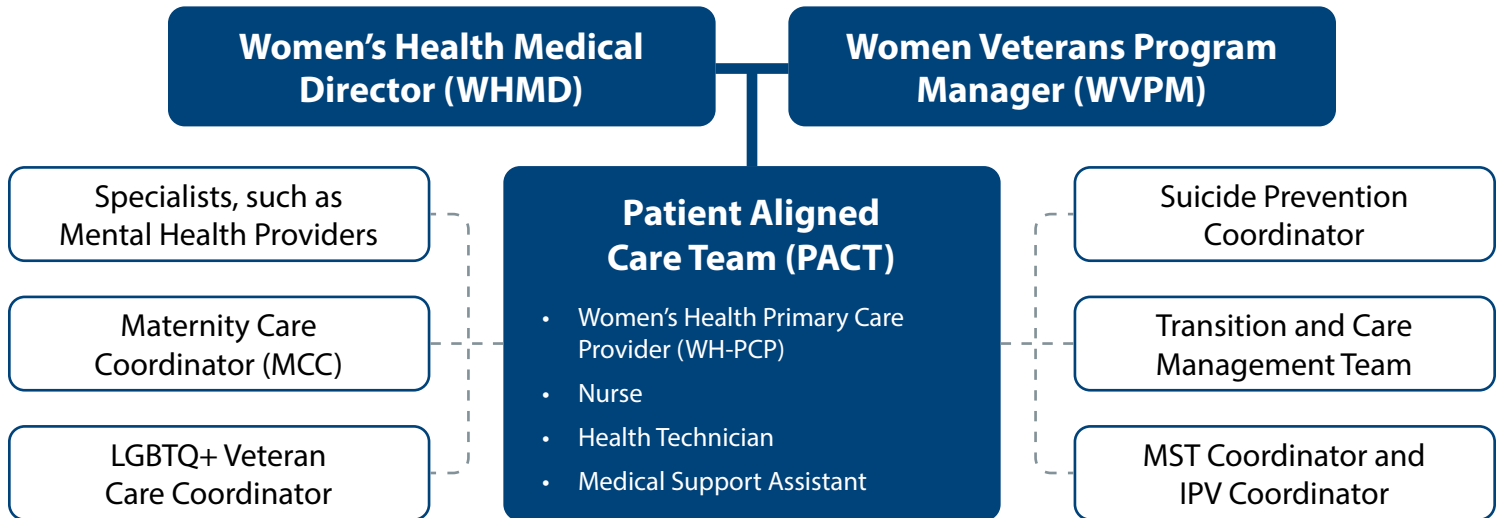 Women’s Health Medical
Director (WHMD)
Women Veterans Program
Manager (WVPM)
Specialists, such as
Mental Health Providers
Maternity Care
Coordinator (MCC)
LGBTQ+ Veteran
Care Coordinator
Patient Aligned
Care Team (PACT)
• Women’s Health Primary Care
Provider (WH-PCP)
• Nurse
• Health Technician
• Medical Support Assistant
Suicide Prevention
Coordinator
Transition and Care
Management Team
MST Coordinator and
IPV Coordinator